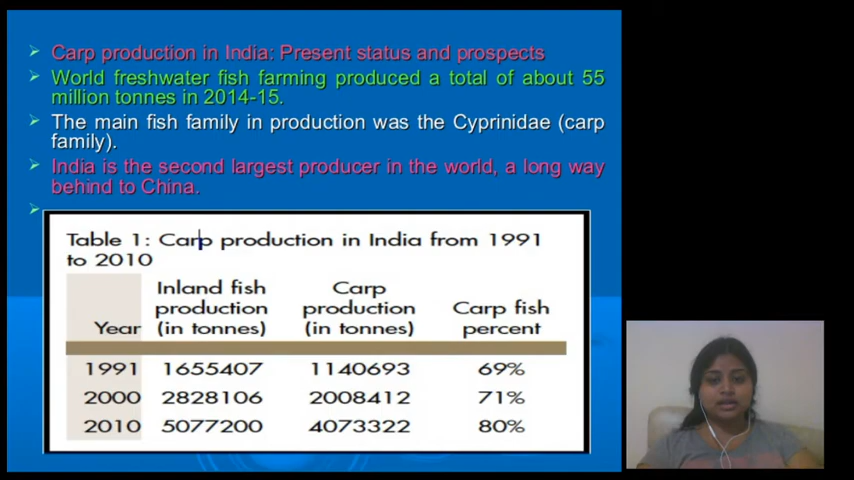 Carp production in India: Present status and prospects
World freshwater fish farming produced a total of about 55
million tonnes in 2014-15.
The main fish family in production was the Cyprinidae (carp
family).
India is the second largest producer in the world, a long way
behind to China.
Table 1: Carp production in India from 1991
to 2010
Year Inland fish production (in tonnes) Carp production (in tonnes) Carp fish percent
1991 1655407 1140693 69%
2000 2828106 2008412 71%
2010 5077200 4073322 80%